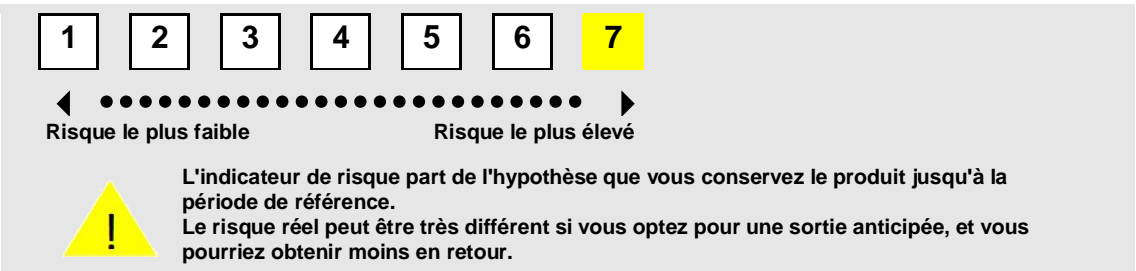 1 2 3 4 5 6 7
Risque le plus faible Risque le plus élevé
L'indicateur de risque part de l'hypothèse que vous conservez le produit jusqu'à la
période de référence.
Le risque réel peut être très différent si vous optez pour une sortie anticipée, et vous
pourriez obtenir moins en retour.
!